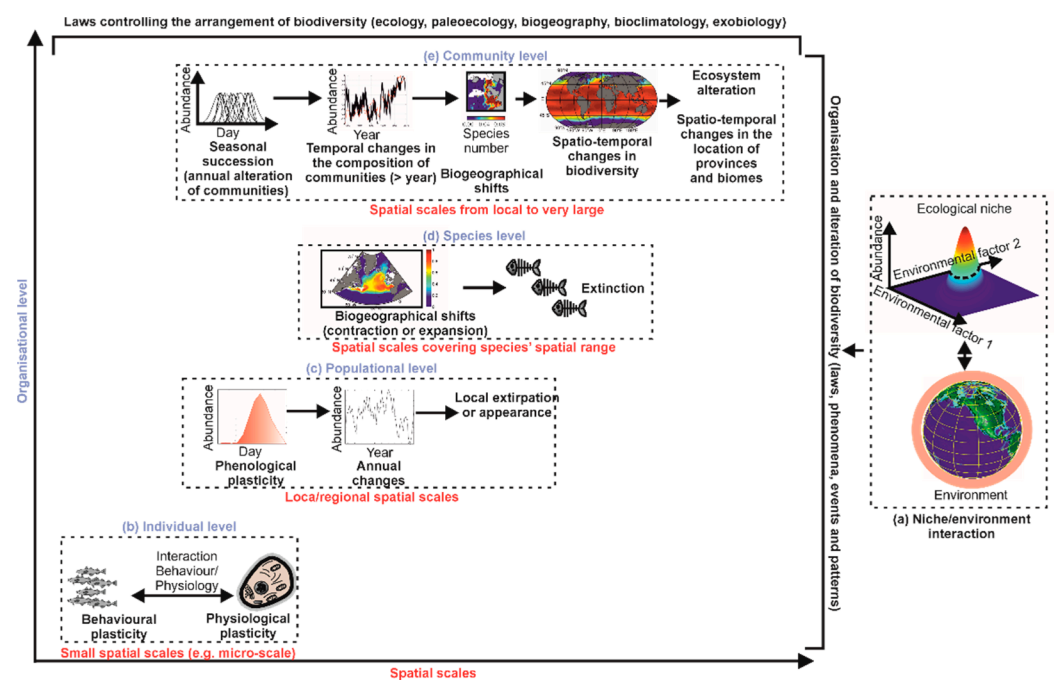 Laws controlling the arrangement of biodiversity (ecology, paleoecology, biogeography, bioclimatology, exobiology}
Organisational level
(e) Community level
Abundance
Day
Seasonal
succession
(annual alteration
of communities)
Abundance
Year
Temporal changes in
the composition of
communities (> year)
Species
number
Biogeographical
shifts
Spatio-temporal
changes in
biodiversity
Ecosystem
alteration
Spatio-temporal
changes in the
location of
provinces
and biomes
Spatial scales from local to very large
(d) Species level
Biogeographical shifts
(contraction or expansion)
Extinction
Spatial scales covering species' spatial range
(c) Populational level
Abundance
Day
Phenological
plasticity
Abundance
Year
Annual
changes
Local extirpation
or appearance
Loca/regional spatial scales
(b) Individual level
Interaction
Behaviour/
Physiology
Behavioural
plasticity
Physiological
plasticity
Small spatial scales (e.g. micro-scale)
Spatial scales
Organisation and alteration of biodiversity (laws, phenomena, events and patterns)
Ecological niche
Abundance
Environmental factor 2
Environmental factor 1
Environment
(a) Niche/environment
interaction